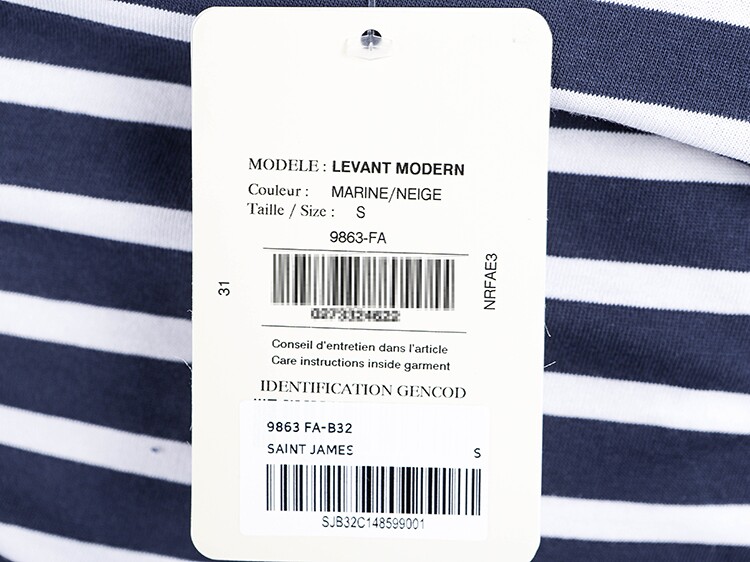 MODELE : LEVANT MODERN
Couleur : MARINE/NEIGE
Taille / Size : S
9863-FA
31
NRFAE3
Conseil d'entretien dans l'article
Care instructions inside garment
IDENTIFICATION GENCOD
9863 FA-B32
SAINT JAMES S
SJB32C148599001